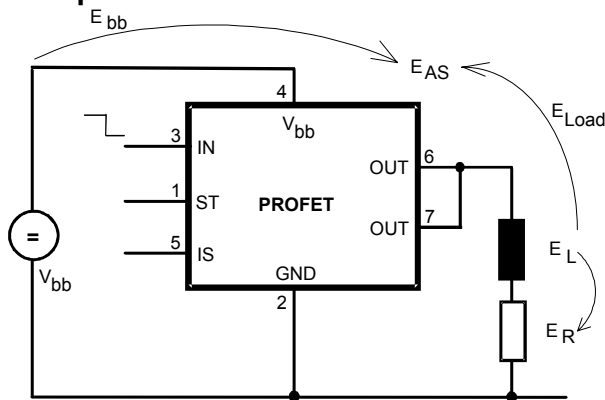 E bb
E AS
E Load
4
V bb
3
IN
OUT
6
1
ST
PROFET
=
OUT
7
5
IS
V bb
GND
2
E L
E R